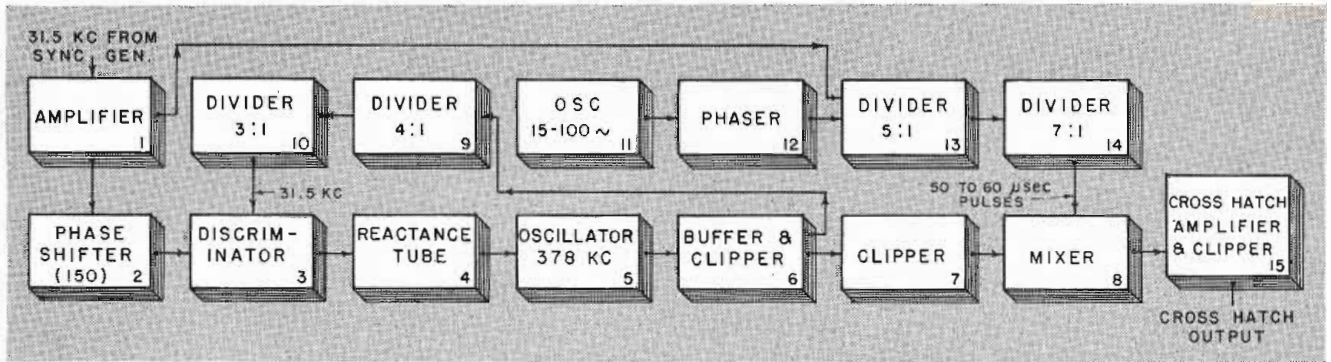 31.5 KC FROM
SYNC GEN.
AMPLIFIER
1
DIVIDER
3:1
10
DIVIDER
4:1
9
OSC
15-100 ~
11
PHASER
12
DIVIDER
5:1
13
DIVIDER
7:1
14
31.5 KC
50 TO 60 µsec
PULSES
PHASE
SHIFTER
(150)
2
DISCRIM-
INATOR
3
REACTANCE
TUBE
4
OSCILLATOR
378 KC
5
BUFFER &
CLIPPER
6
CLIPPER
7
MIXER
8
CROSS HATCH
AMPLIFIER
& CLIPPER
15
CROSS HATCH
OUTPUT